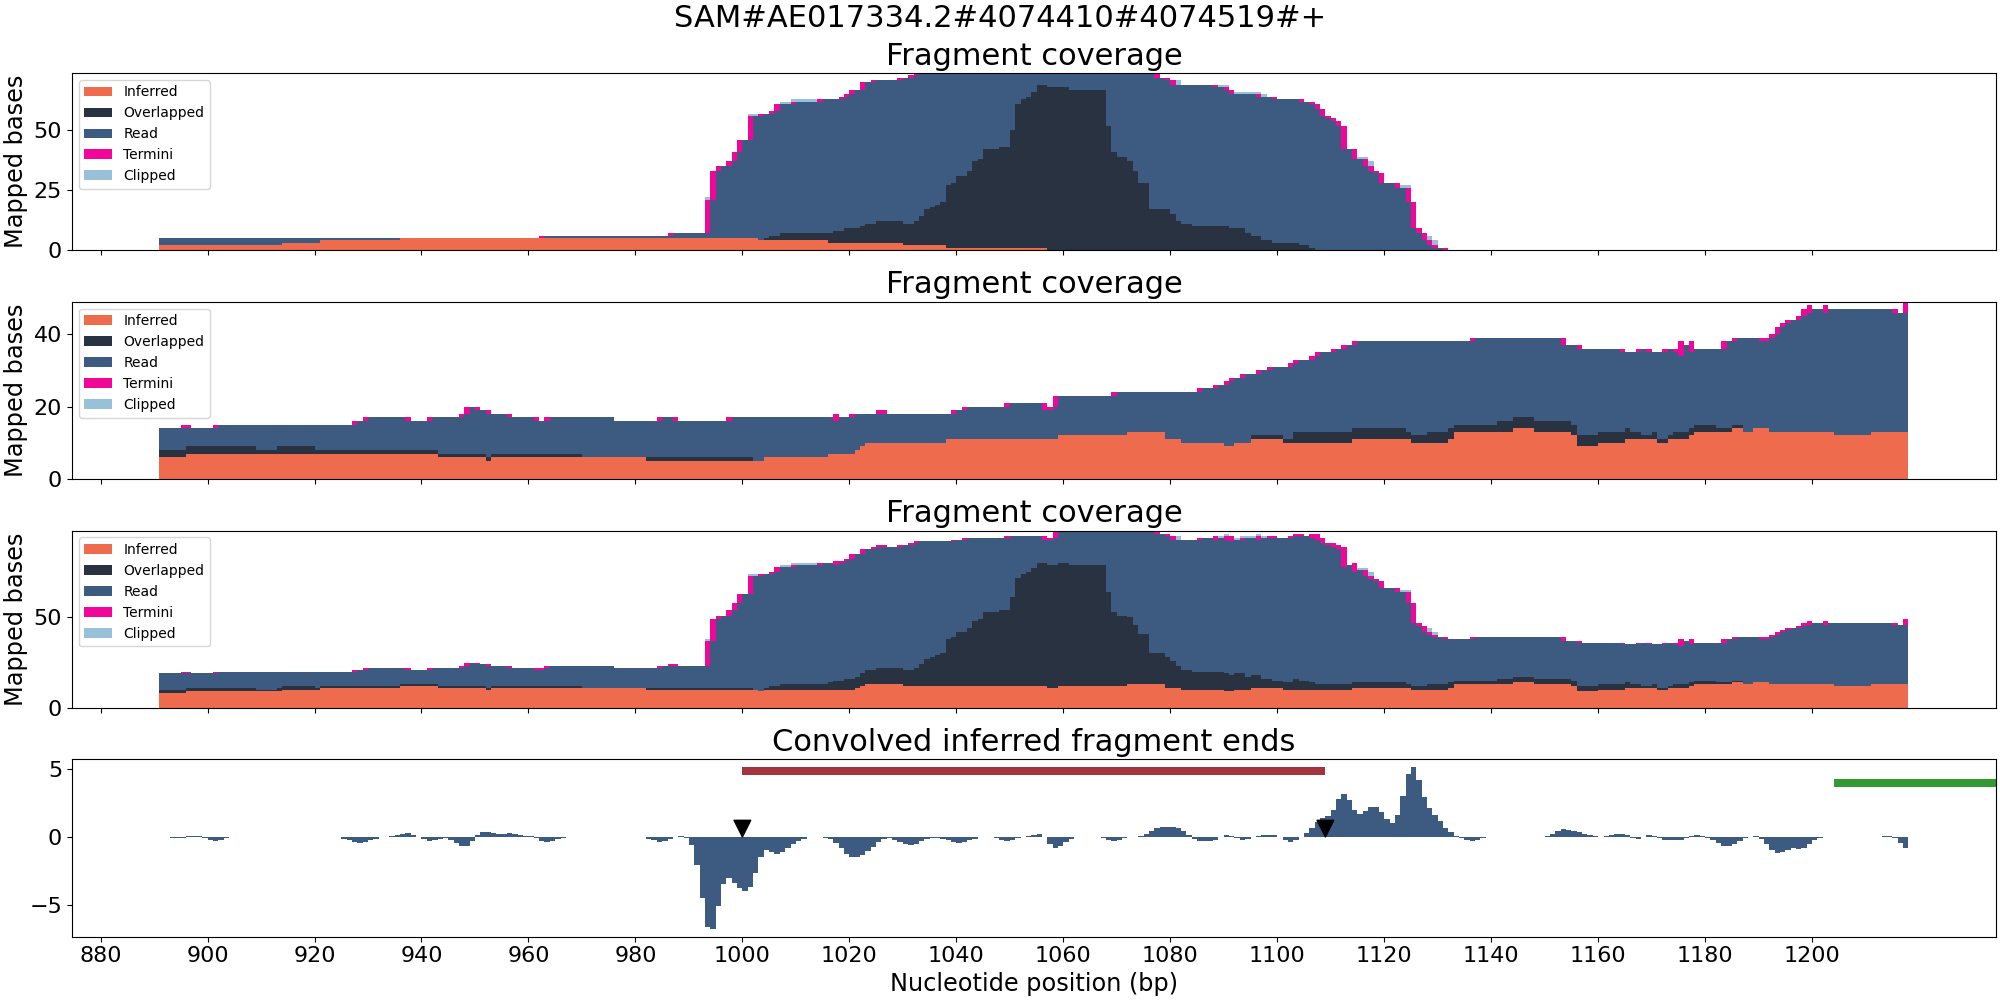 SAM#AE017334.2#4074410#4074519#+
Fragment coverage
Mapped bases
50
25
0
Inferred
Overlapped
Read
Termini
Clipped
Fragment coverage
Mapped bases
40
20
0
Inferred
Overlapped
Read
Termini
Clipped
Fragment coverage
Mapped bases
50
0
Inferred
Overlapped
Read
Termini
Clipped
Convolved inferred fragment ends
5
0
−5
880 900 920 940 960 980 1000 1020 1040 1060 1080 1100 1120 1140 1160 1180 1200
Nucleotide position (bp)